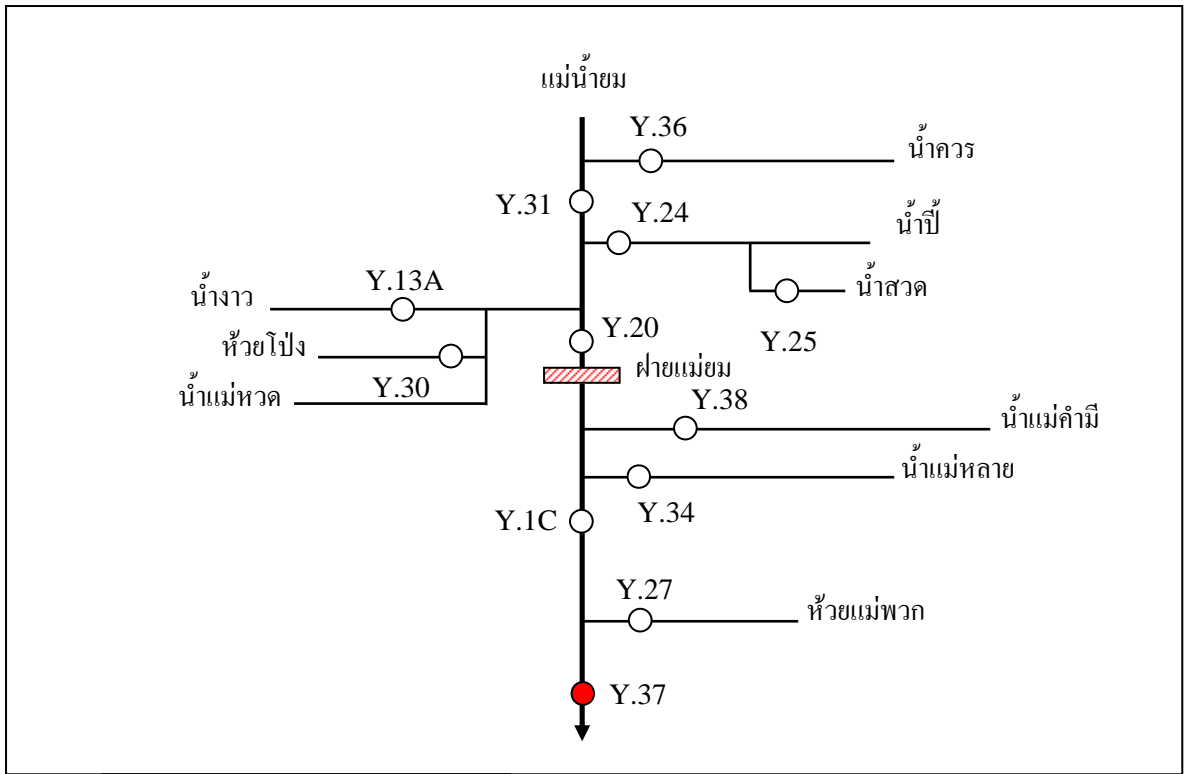 แม่น้ำยม
Y.36
น้ำควร
Y.31
Y.24
น้ำปี้
Y.13A
น้ำงาว
น้ำสวด
Y.20
Y.25
ห้วยโป่ง
ฝายแม่ยม
Y.30
น้ำแม่หวด
Y.38
น้ำแม่คำมี
น้ำแม่หลาย
Y.34
Y.1C
Y.27
ห้วยแม่พวก
Y.37